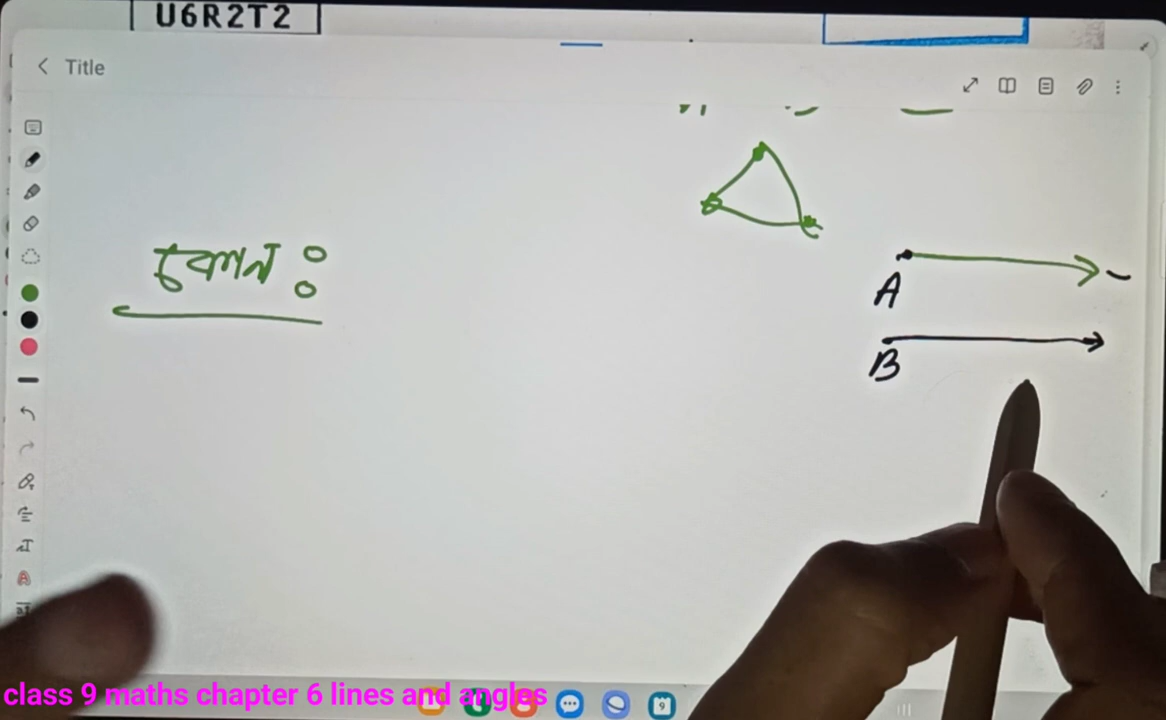 U6R2T2
Title
কোন :
A
B
class 9 maths chapter 6 lines and angles